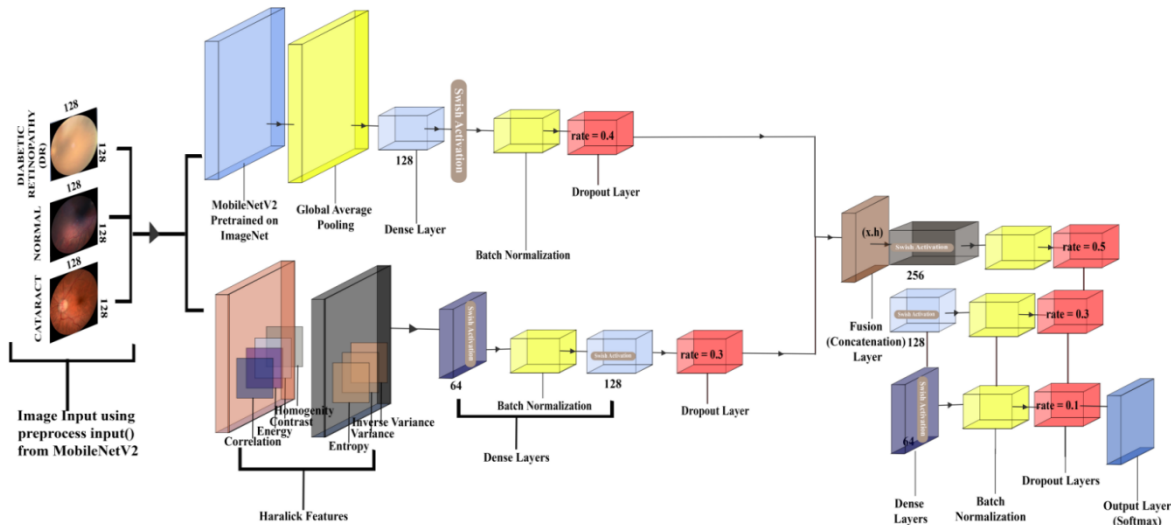 DIABETIC
RETINOPATHY
(DR)
128
128
NORMAL
128
128
CATARACT
128
128
Image Input using
preprocess input()
from MobileNetV2
MobileNetV2
Pretrained on
ImageNet
Global Average
Pooling
128
Dense Layer
Swish Activation
Batch Normalization
rate = 0.4
Dropout Layer
Correlation
Energy
Contrast
Homogenity
Entropy
Variance
Inverse Variance
Haralick Features
Swish Activation
64
Batch Normalization
Swish Activation
128
Dense Layers
rate = 0.3
Dropout Layer
(x.h)
Fusion
(Concatenation)
Layer
Swish Activation
256
rate = 0.5
Swish Activation
128
rate = 0.3
Swish Activation
64
rate = 0.1
Dense
Layers
Batch
Normalization
Dropout Layers
Output Layer
(Softmax)